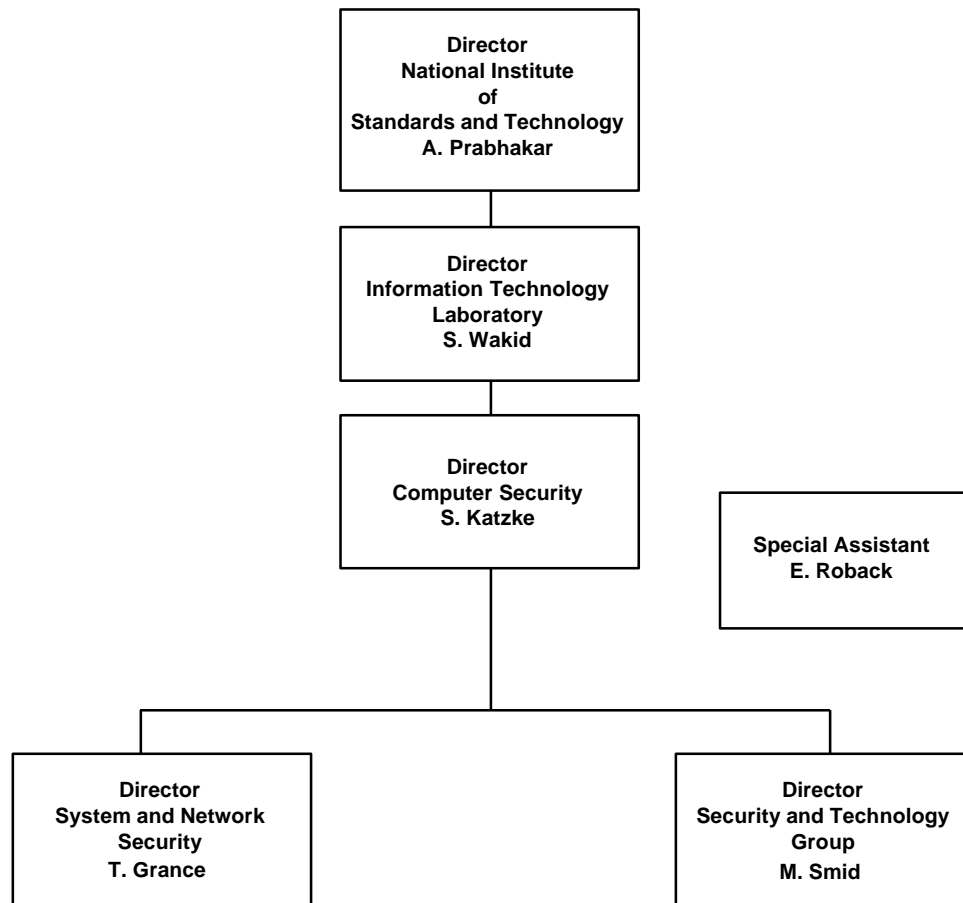 Director
National Institute
of
Standards and Technology
A. Prabhakar
Director
Information Technology
Laboratory
S. Wakid
Director
Computer Security
S. Katzke
Special Assistant
E. Roback
Director
System and Network
Security
T. Grance
Director
Security and Technology
Group
M. Smid